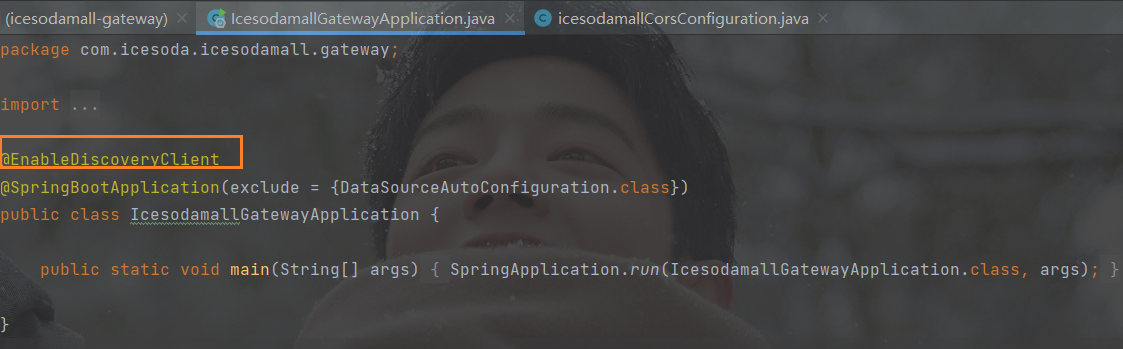 (icesodamall-gateway) × IcesodamallGatewayApplication.java × icesodamallCorsConfiguration.java ×
package com.icesoda.icesodamall.gateway;
import ...
@EnableDiscoveryClient
@SpringBootApplication(exclude = {DataSourceAutoConfiguration.class})
public class IcesodamallGatewayApplication {
public static void main(String[] args) { SpringApplication.run(IcesodamallGatewayApplication.class, args); }
}